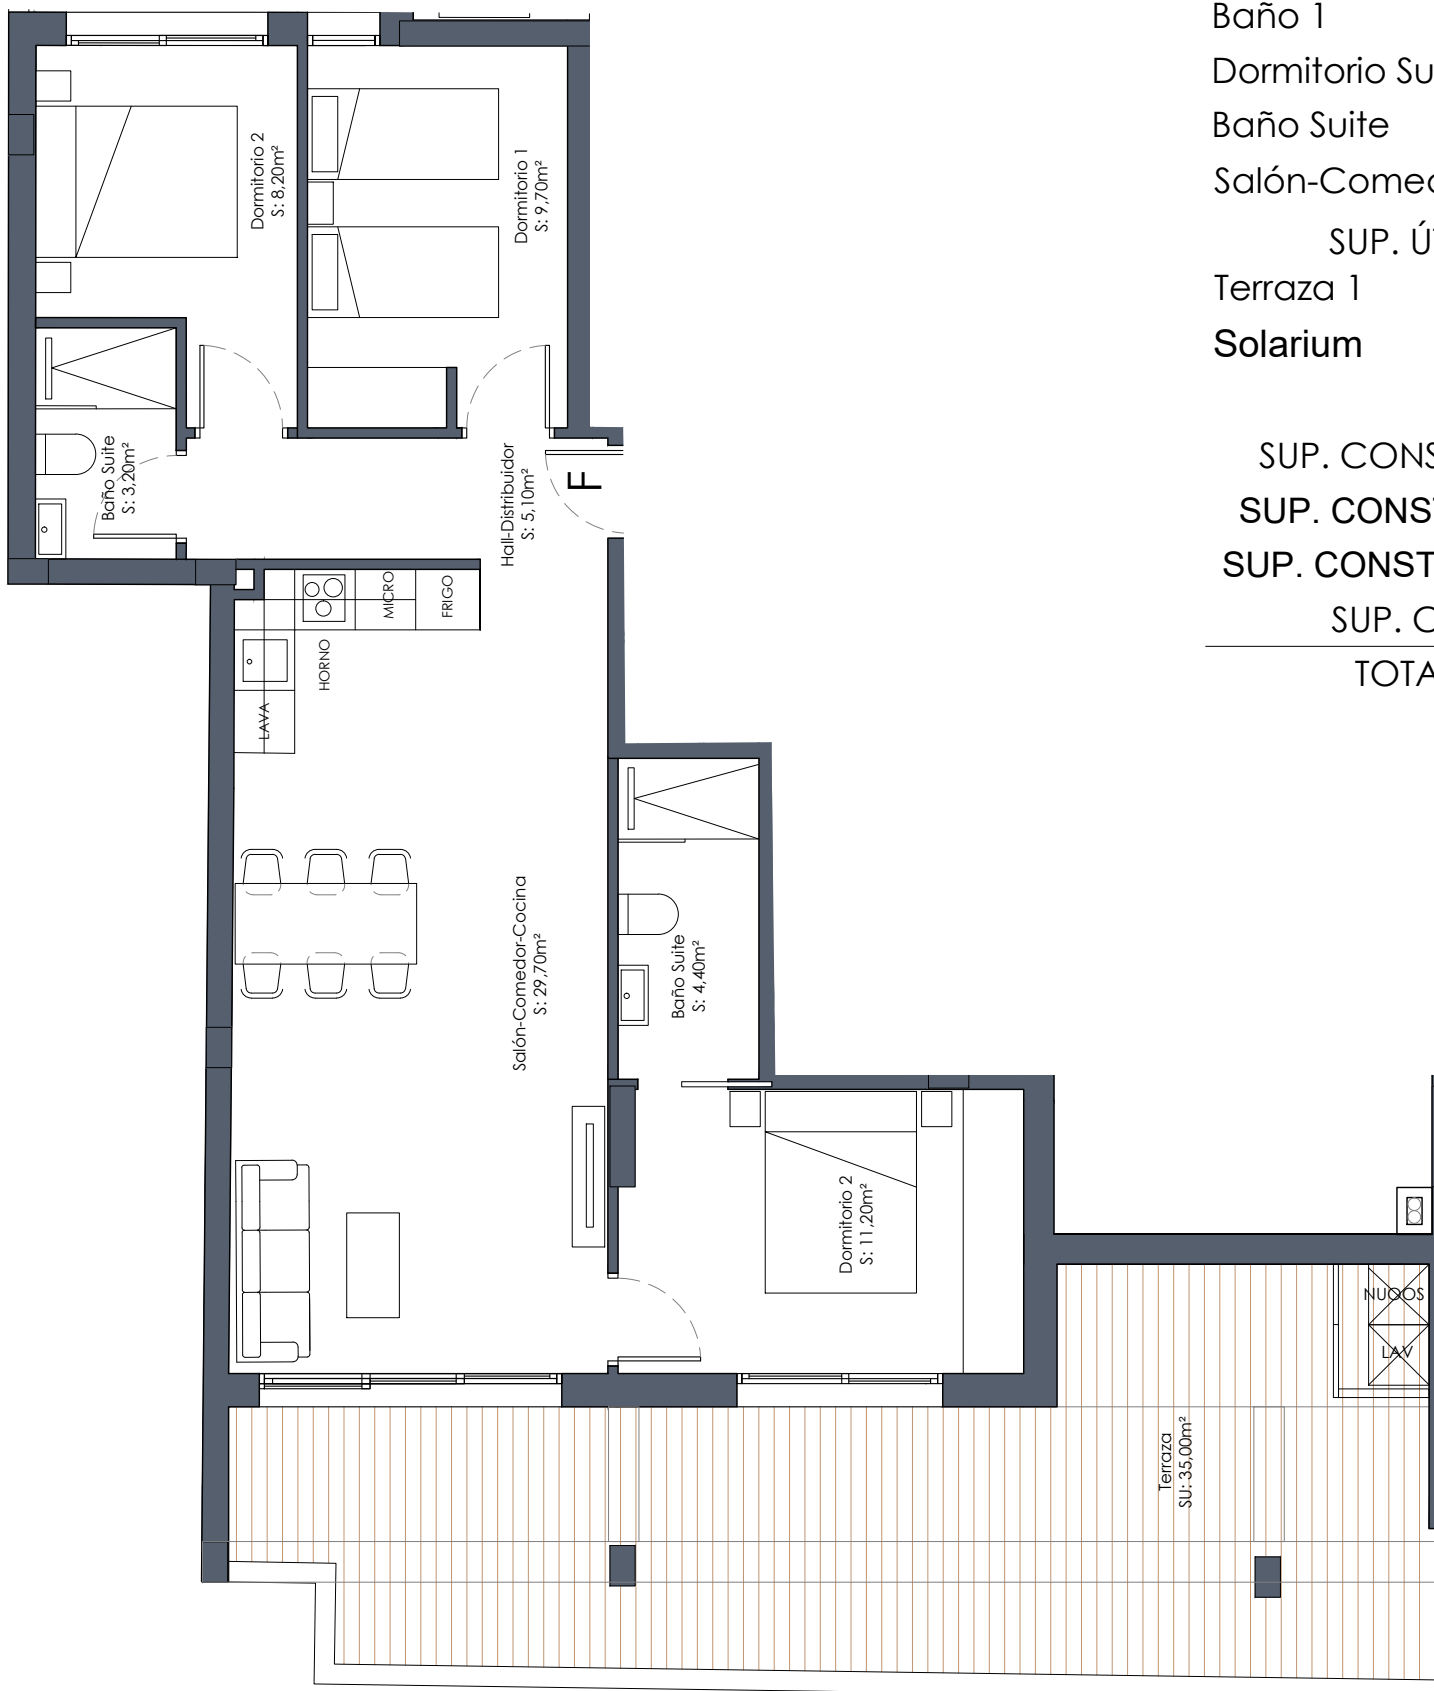 Baño 1
Dormitorio Su
Baño Suite
Salón-Comed
SUP. ÚT
Terraza 1
Solarium
SUP. CONS
SUP. CONST
SUP. CONST
SUP. C
TOTA
Dormitorio 2
S: 8,20m²
Dormitorio 1
S: 9,70m²
Baño Suite
S: 3,20m²
Hall-Distribuidor
S: 5,10m²
F
MICRO
FRIGO
HORNO
LAVA
Salón-Comedor-Cocina
S: 29,70m²
Baño Suite
S: 4,40m²
Dormitorio 2
S: 11,20m²
NUOOS
LAV
Terraza
SU: 35,00m²